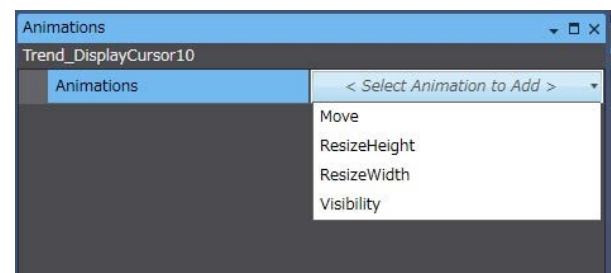 Animations
Trend_DisplayCursor10
Animations < Select Animation to Add >
Move
ResizeHeight
ResizeWidth
Visibility